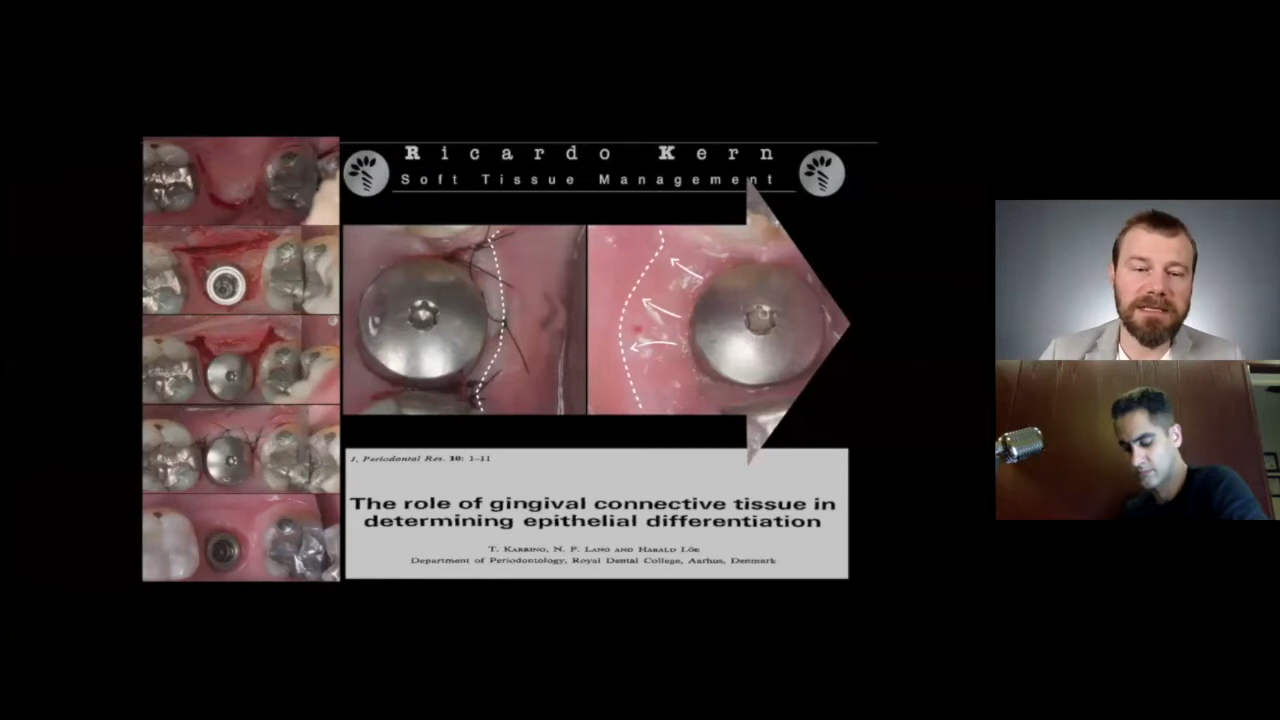 Ricardo Kern
Soft Tissue Management
J. Periodontal Res. 10: 1–11
The role of gingival connective tissue in
determining epithelial differentiation
T. Karring, N. P. Lang and Harald Löe
Department of Periodontology, Royal Dental College, Aarhus, Denmark